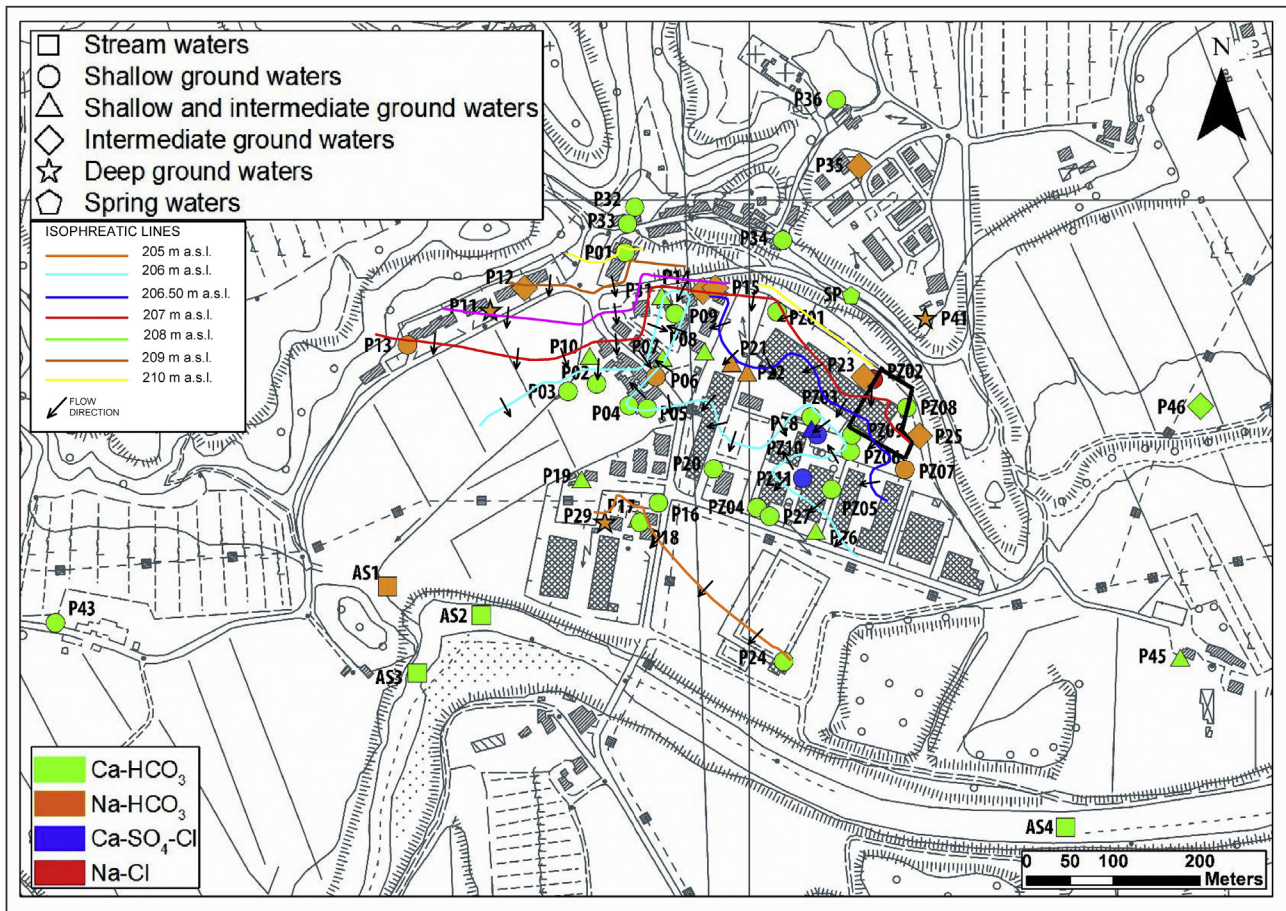 Stream waters
Shallow ground waters
Shallow and intermediate ground waters
Intermediate ground waters
Deep ground waters
Spring waters
ISOPHREATIC LINES
205 m a.s.l.
206 m a.s.l.
206.50 m a.s.l.
207 m a.s.l.
208 m a.s.l.
209 m a.s.l.
210 m a.s.l.
FLOW
DIRECTION
N
P36
P35
P32
P33
P34
P01
P12
P14
P15
SP
P11
P09
PZ01
P41
P13
P08
P10
P21
P23
PZ02
P02
P06
P22
P03
PZ03
PZ08
P46
P04
P05
P25
PZ10
PZ06
P20
PZ07
P19
PZ11
P29
P17
P16
PZ04
PZ05
P18
P27
P26
AS1
P43
AS2
P24
P45
AS3
AS4
Ca-HCO3
Na-HCO3
Ca-SO4-Cl
Na-Cl
0 50 100 200
Meters